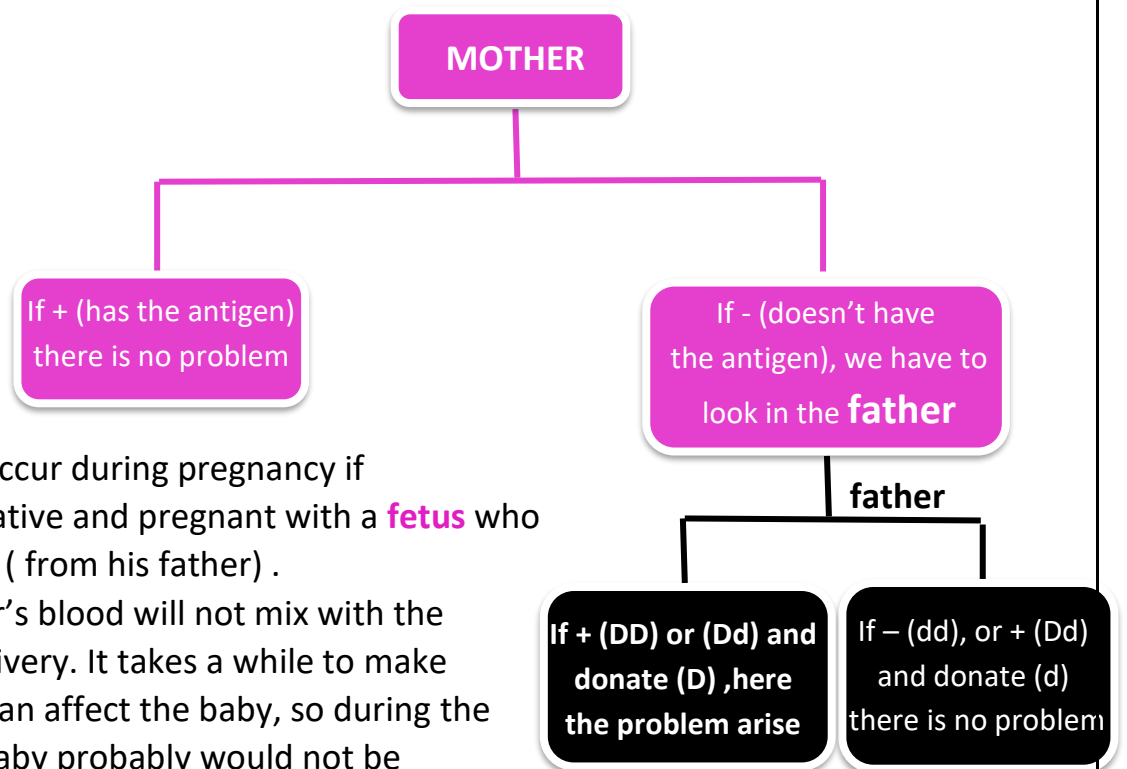 MOTHER
If + (has the antigen)
there is no problem
If - (doesn’t have
the antigen), we have to
look in the father
father
If + (DD) or (Dd) and
donate (D) ,here
the problem arise
If – (dd), or + (Dd)
and donate (d)
there is no problem
ccur during pregnancy if
ative and pregnant with a fetus who
( from his father) .
r’s blood will not mix with the
ivery. It takes a while to make
an affect the baby, so during the
aby probably would not be